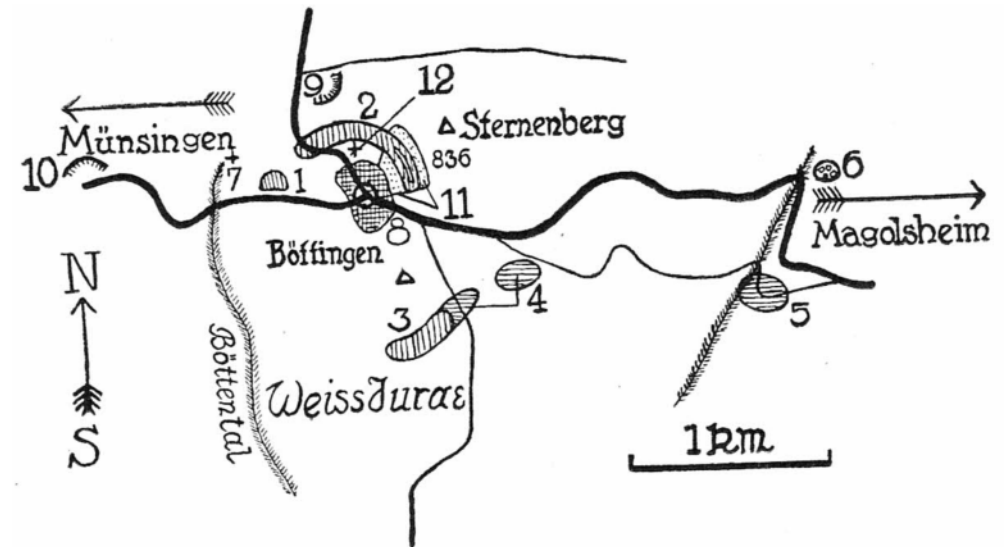 9
2
12
Münsingen
Sternenberg
10
7
1
836
6
11
8
Magolsheim
Böttingen
N
4
3
5
Böttental
WeissJura ε
1 km
S